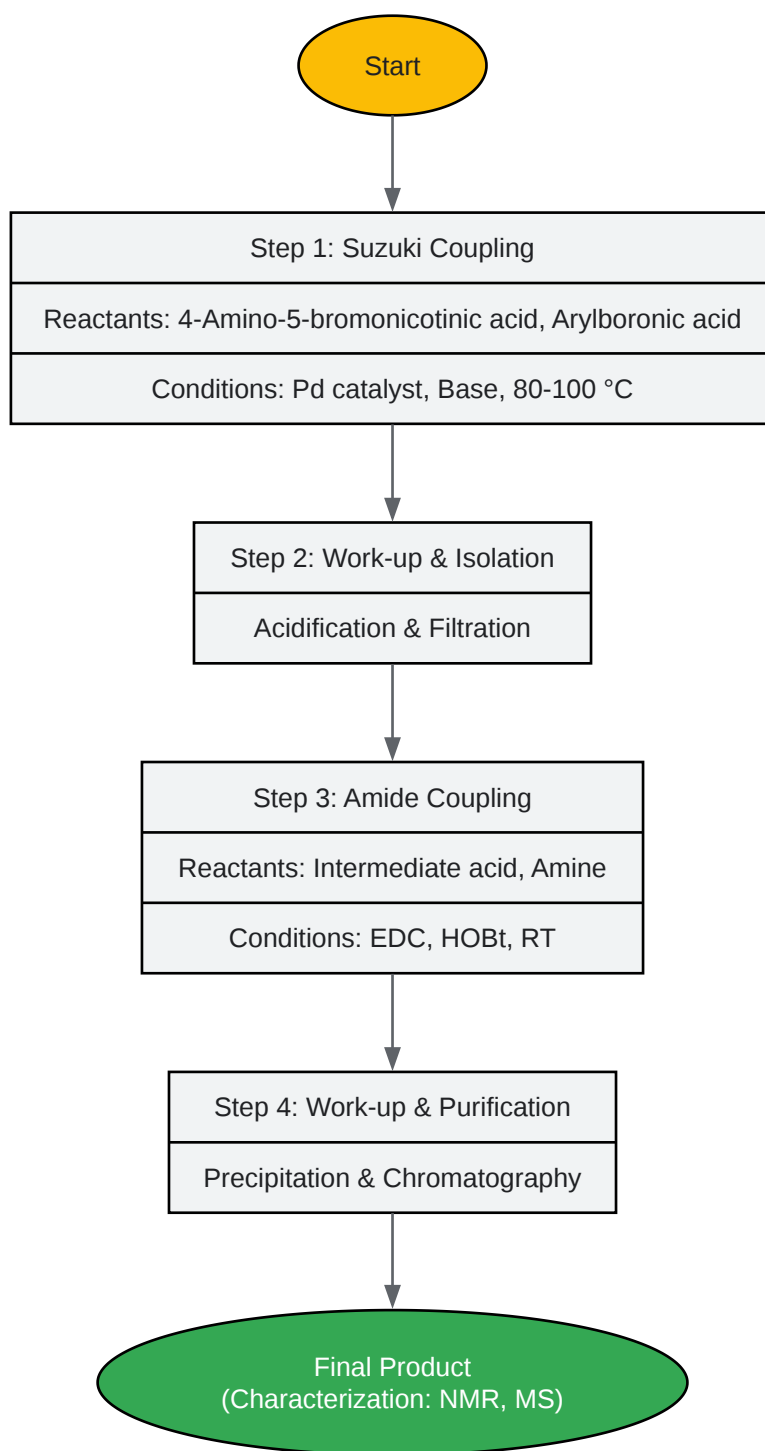 Start
Step 1: Suzuki Coupling
Reactants: 4-Amino-5-bromonicotinic acid, Arylboronic acid
Conditions: Pd catalyst, Base, 80-100 °C
Step 2: Work-up & Isolation
Acidification & Filtration
Step 3: Amide Coupling
Reactants: Intermediate acid, Amine
Conditions: EDC, HOBt, RT
Step 4: Work-up & Purification
Precipitation & Chromatography
Final Product
(Characterization: NMR, MS)